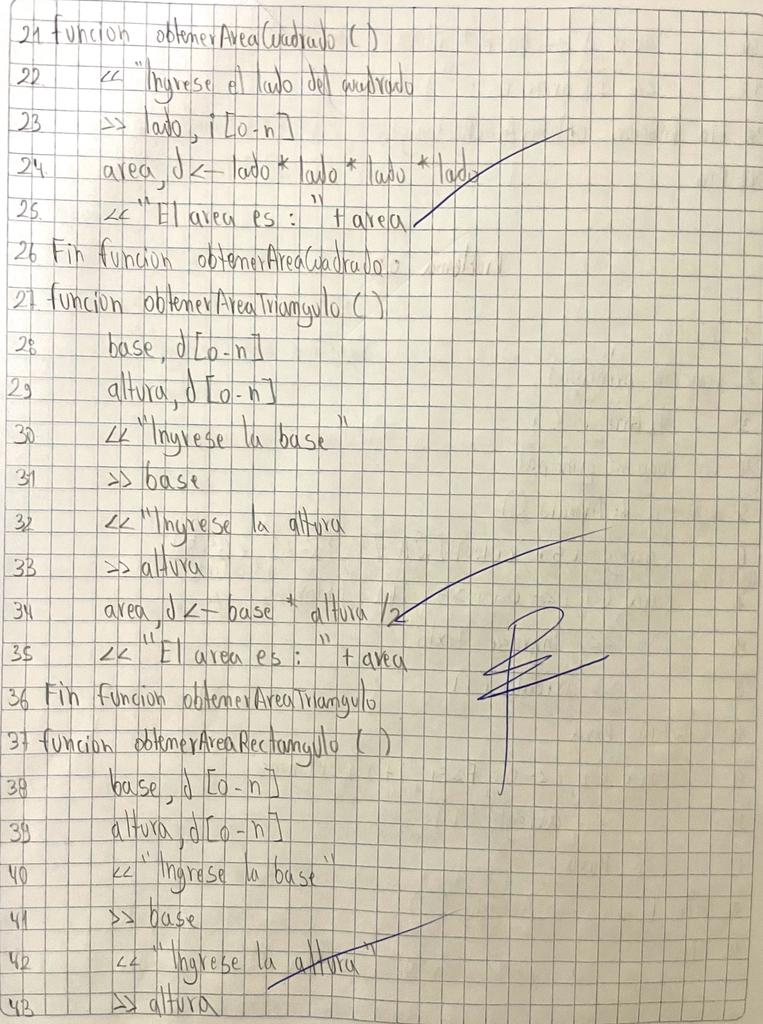 21 funcion obtenerAreaCuadrado ()
22 << "Ingrese el lado del cuadrado
23 >> lado, i [0-n]
24 area, d <- lado * lado * lado * lado
25 << "El area es: " + area
26 Fin funcion obtenerAreaCuadrado
27 funcion obtenerAreaTriangulo ()
28 base, d [0-n]
29 altura, d [0-n]
30 << "Ingrese la base"
31 >> base
32 << "Ingrese la altura
33 >> altura
34 area, d <- base * altura /2
35 << "El area es: " + area
36 Fin funcion obtenerAreaTriangulo
37 funcion obtenerAreaRectangulo ()
38 base, d [0-n]
39 altura, d [0-n]
40 << "Ingrese la base"
41 >> base
42 << "Ingrese la altura"
43 >> altura